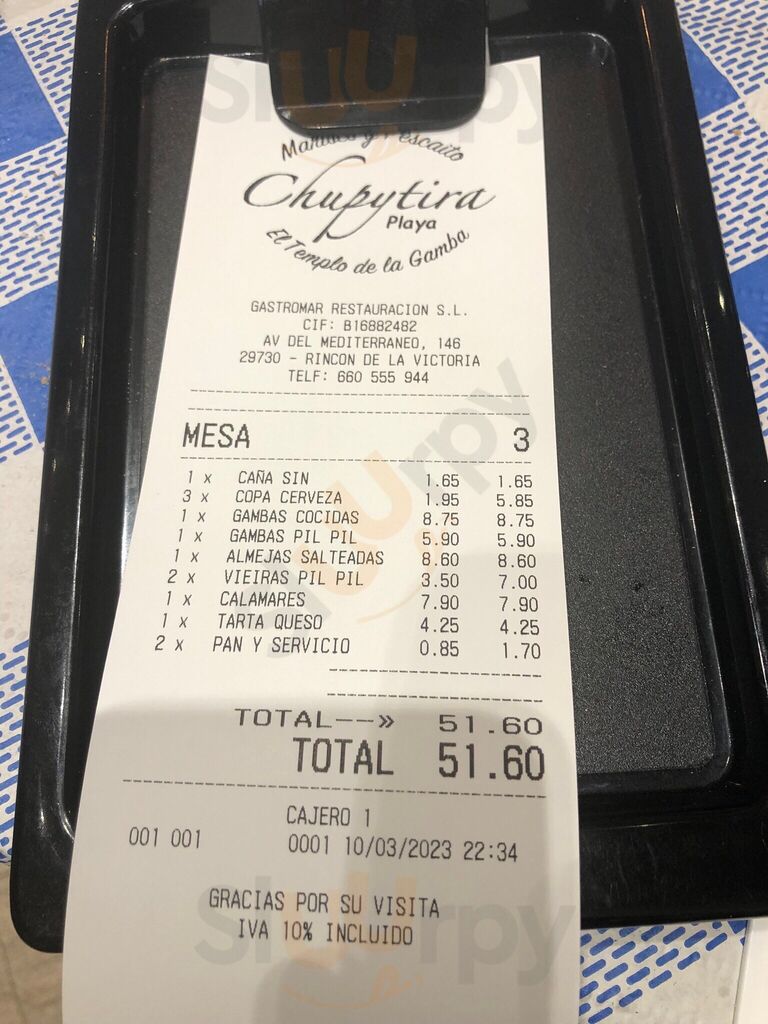 Marisco y Pescaito
Chupytira
Playa
El Templo de la Gamba
GASTROMAR RESTAURACION S.L.
CIF: B16882482
AV DEL MEDITERRANEO, 146
29730 - RINCON DE LA VICTORIA
TELF: 660 555 944
MESA 3
1 x CAÑA SIN 1.65 1.65
3 x COPA CERVEZA 1.95 5.85
1 x GAMBAS COCIDAS 8.75 8.75
1 x GAMBAS PIL PIL 5.90 5.90
1 x ALMEJAS SALTEADAS 8.60 8.60
2 x VIEIRAS PIL PIL 3.50 7.00
1 x CALAMARES 7.90 7.90
1 x TARTA QUESO 4.25 4.25
2 x PAN Y SERVICIO 0.85 1.70
TOTAL--» 51.60
TOTAL 51.60
CAJERO 1
001 001 0001 10/03/2023 22:34
GRACIAS POR SU VISITA
IVA 10% INCLUIDO
Slurpy
Slurpy
Slurpy